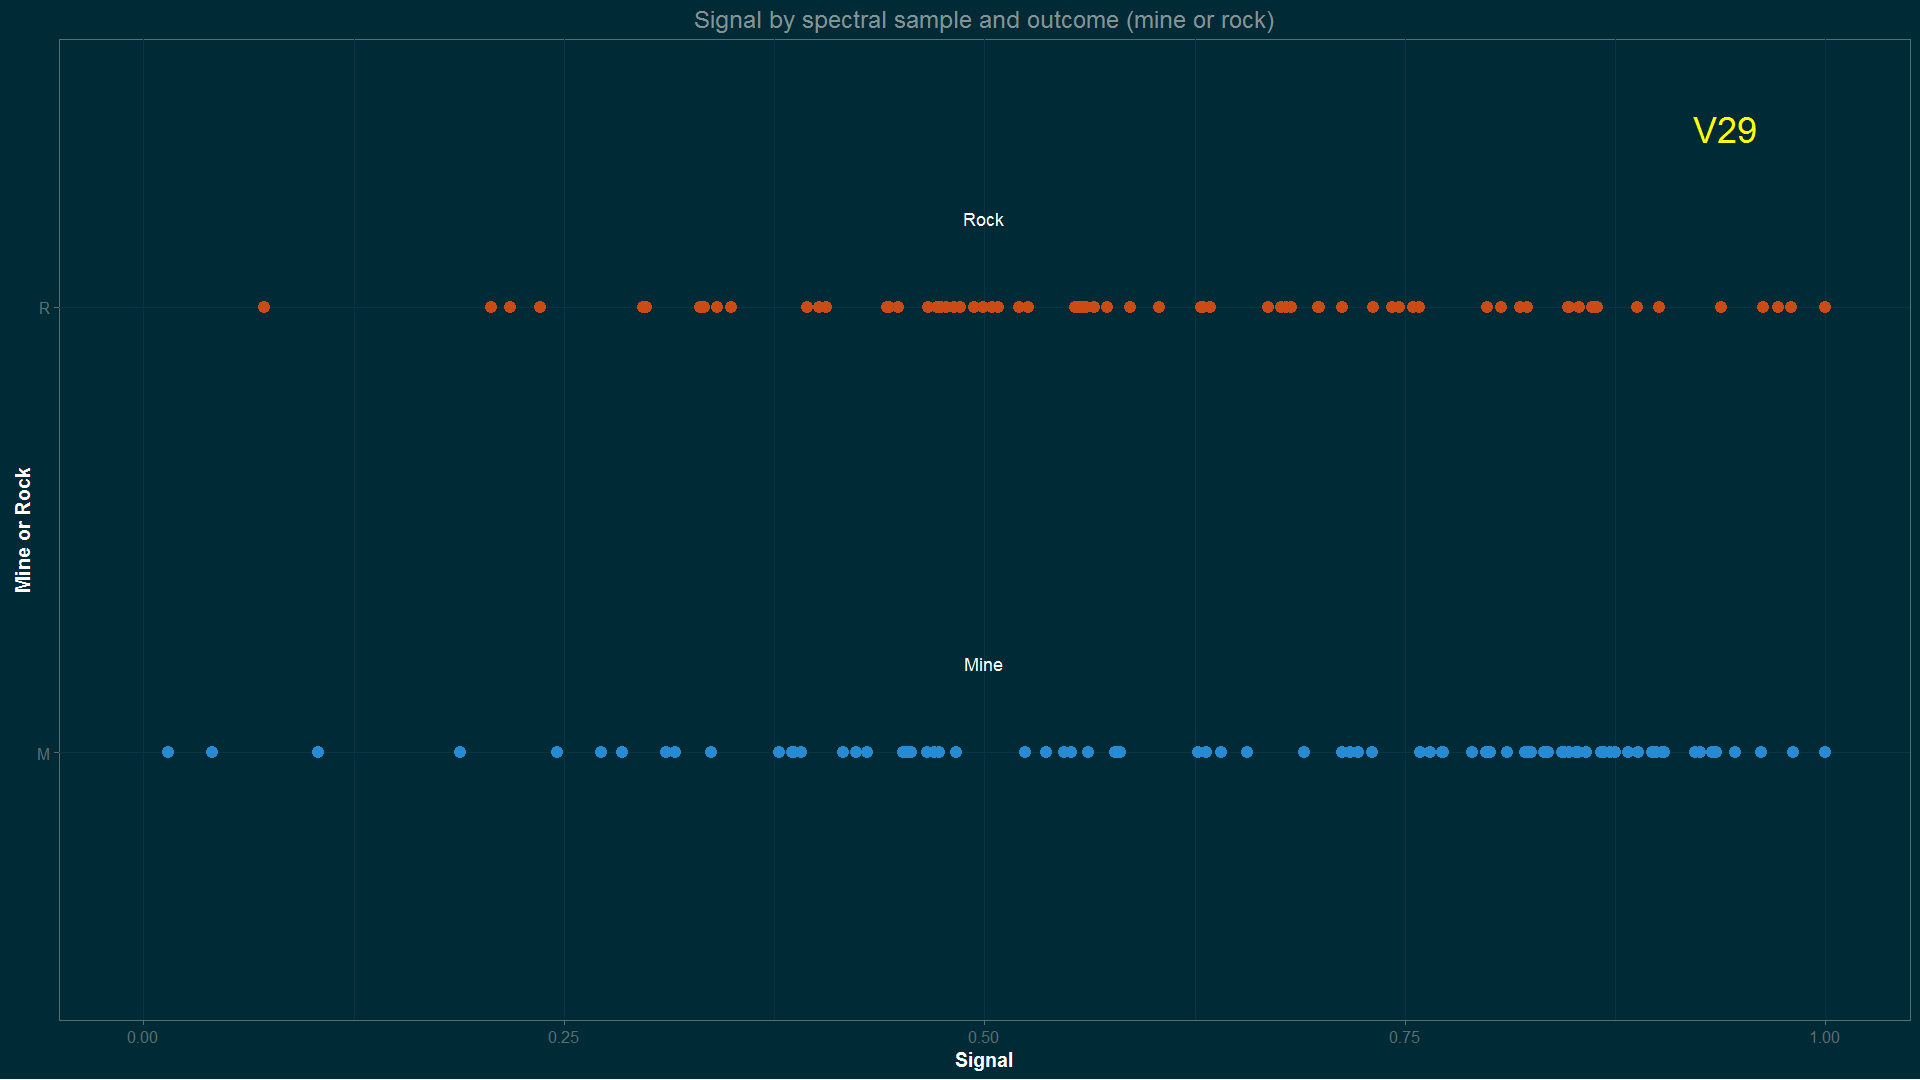 Signal by spectral sample and outcome (mine or rock)
V29
Rock
R
Mine or Rock
Mine
M
0.00 0.25 0.50 0.75 1.00
Signal